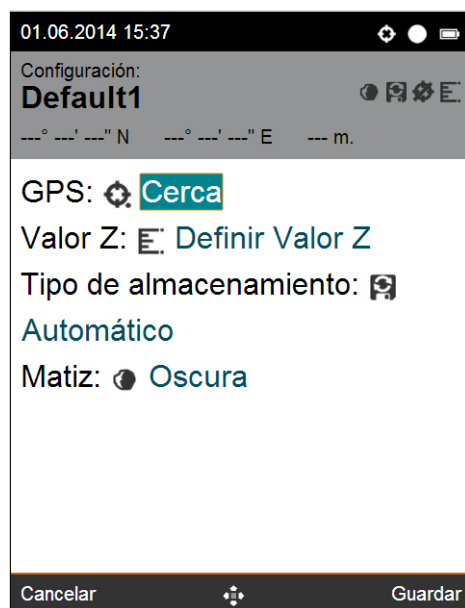 01.06.2014 15:37
Configuración:
Default1
---° ---' ---" N ---° ---' ---" E --- m.
GPS: Cerca
Valor Z: Definir Valor Z
Tipo de almacenamiento:
Automático
Matiz: Oscura
Cancelar Guardar